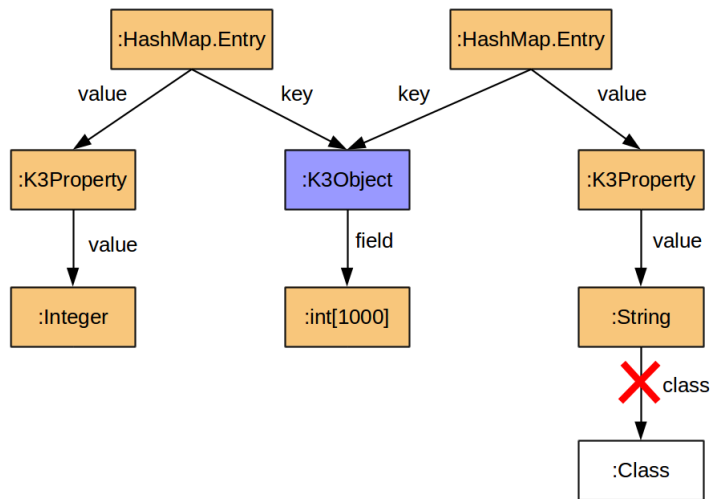 :HashMap.Entry
:HashMap.Entry
value
key
key
value
:K3Property
:K3Object
:K3Property
value
field
value
:Integer
:int[1000]
:String
class
:Class